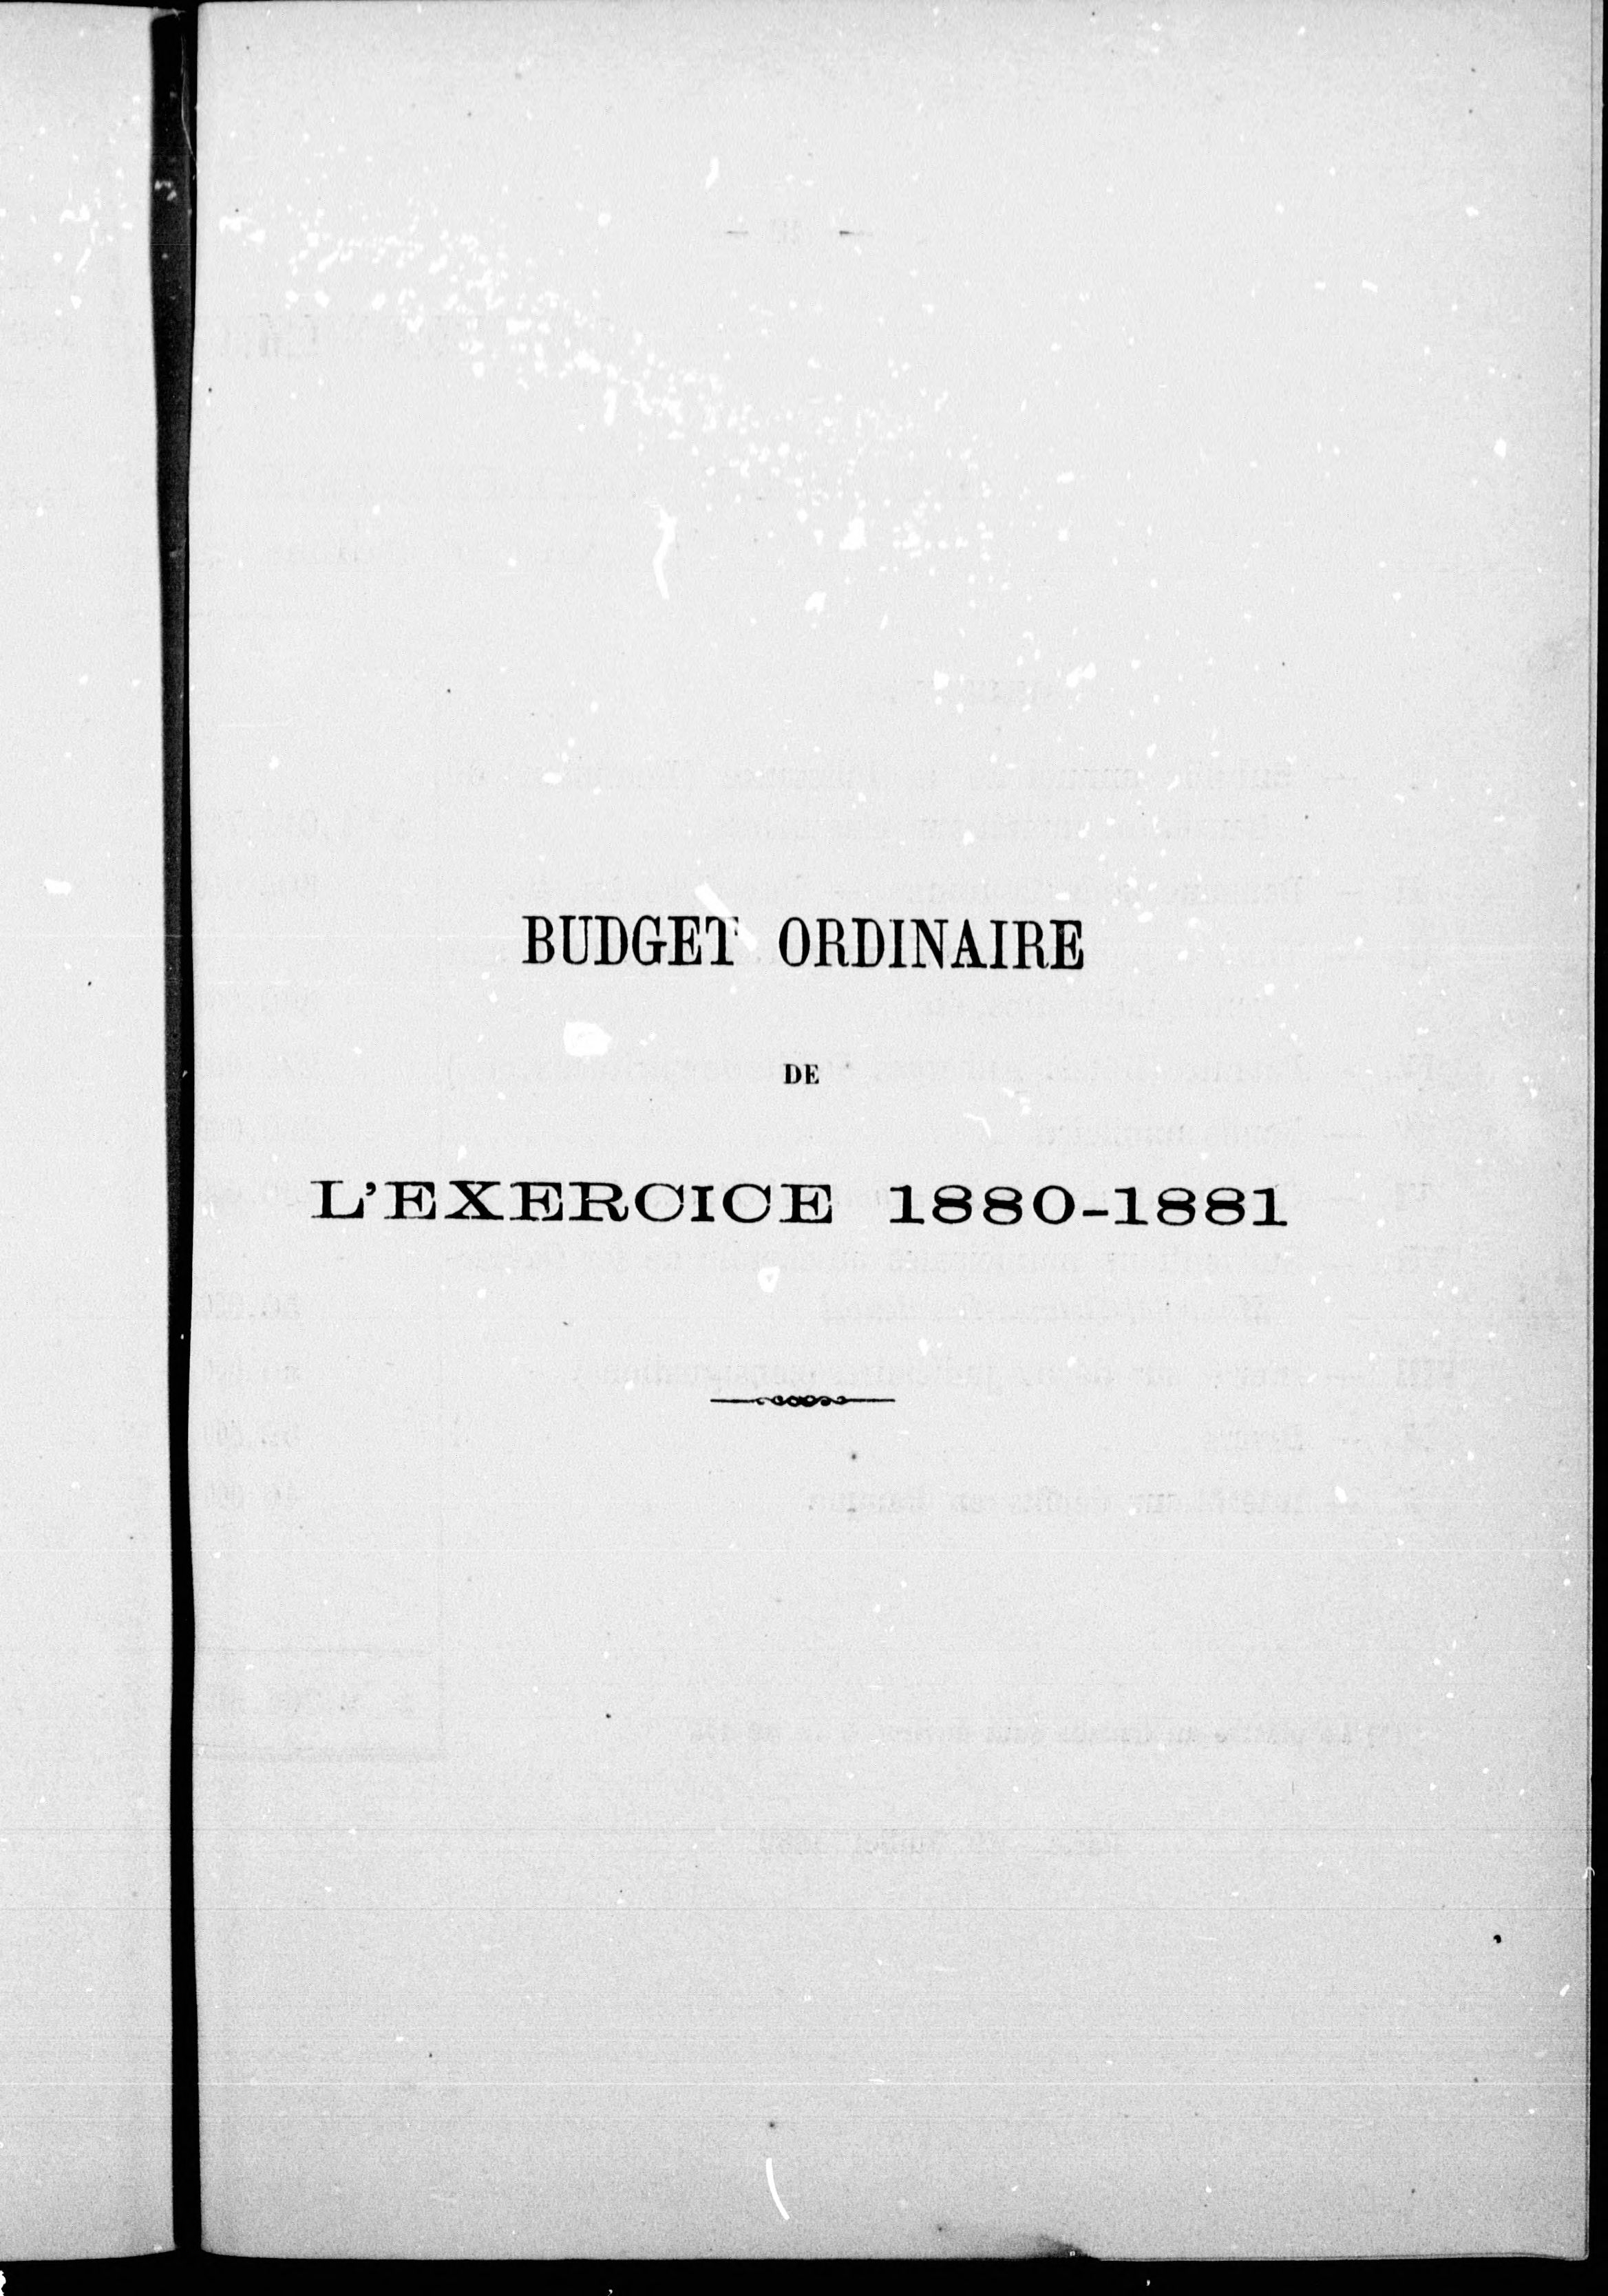 BUDGET ORDINAIRE
DE
L'EXERCICE 1880-1881